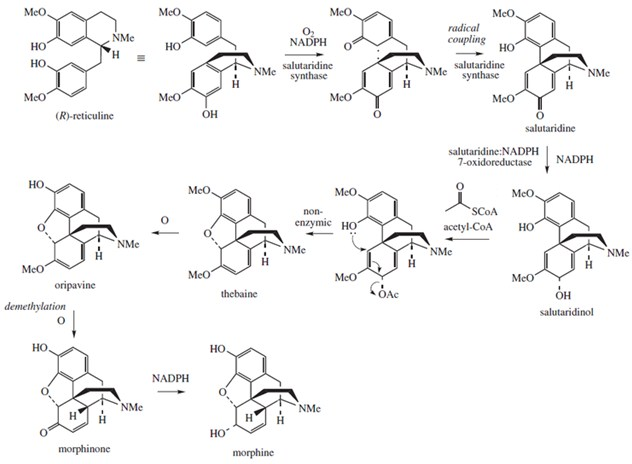 MeO
HO
NMe
H
HO
MeO
(R)-reticuline
≡
MeO
HO
NMe
H
MeO
OH
O2
NADPH
salutaridine
synthase
MeO
O
NMe
H
MeO
O
radical
coupling
salutaridine
synthase
MeO
HO
NMe
H
MeO
O
salutaridine
salutaridine:NADPH
7-oxidoreductase
NADPH
MeO
HO
NMe
H
MeO
OH
salutaridinol
O
SCoA
acetyl-CoA
MeO
HO
NMe
H
MeO
OAc
non-
enzymic
MeO
O
NMe
H
MeO
thebaine
O
HO
O
NMe
H
MeO
oripavine
demethylation
O
HO
O
NMe
H
H
O
morphinone
NADPH
HO
O
NMe
H
H
HO
morphine